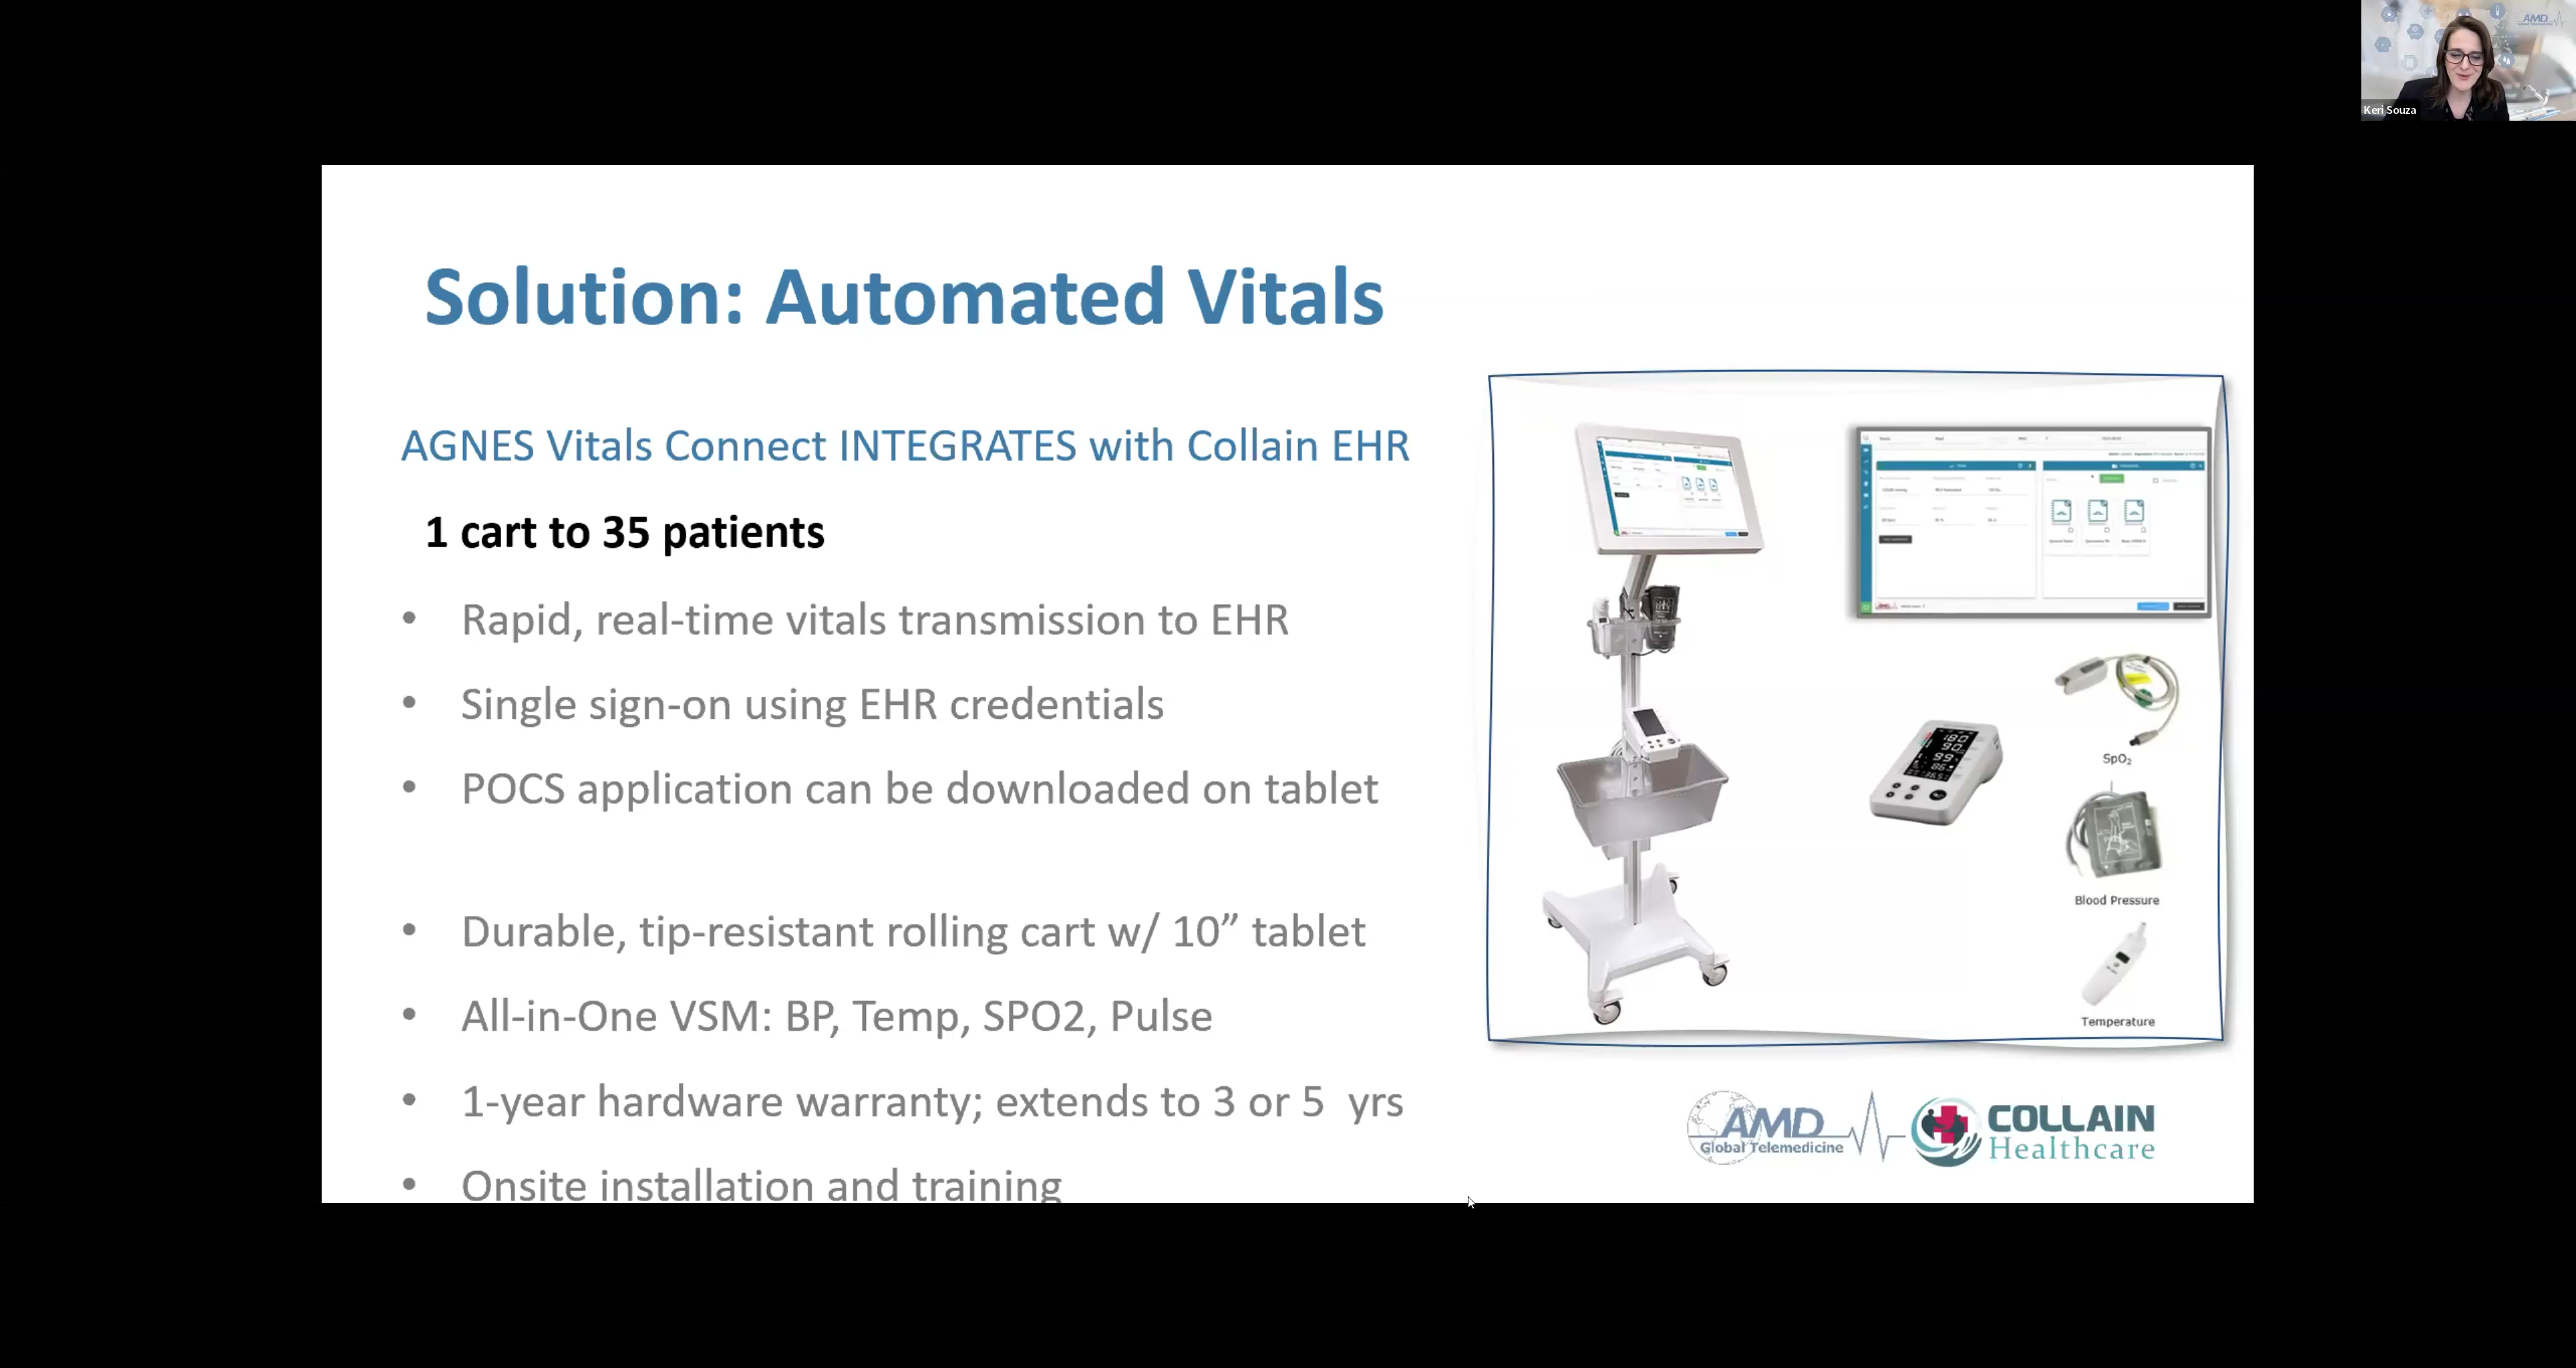 AMD
Keri Souza
Solution: Automated Vitals
AGNES Vitals Connect INTEGRATES with Collain EHR
1 cart to 35 patients
• Rapid, real-time vitals transmission to EHR
• Single sign-on using EHR credentials
• POCS application can be downloaded on tablet
• Durable, tip-resistant rolling cart w/ 10” tablet
• All-in-One VSM: BP, Temp, SPO2, Pulse
• 1-year hardware warranty; extends to 3 or 5  yrs
• Onsite installation and training
SpO₂
Blood Pressure
Temperature
AMD
Global Telemedicine
COLLAIN
Healthcare